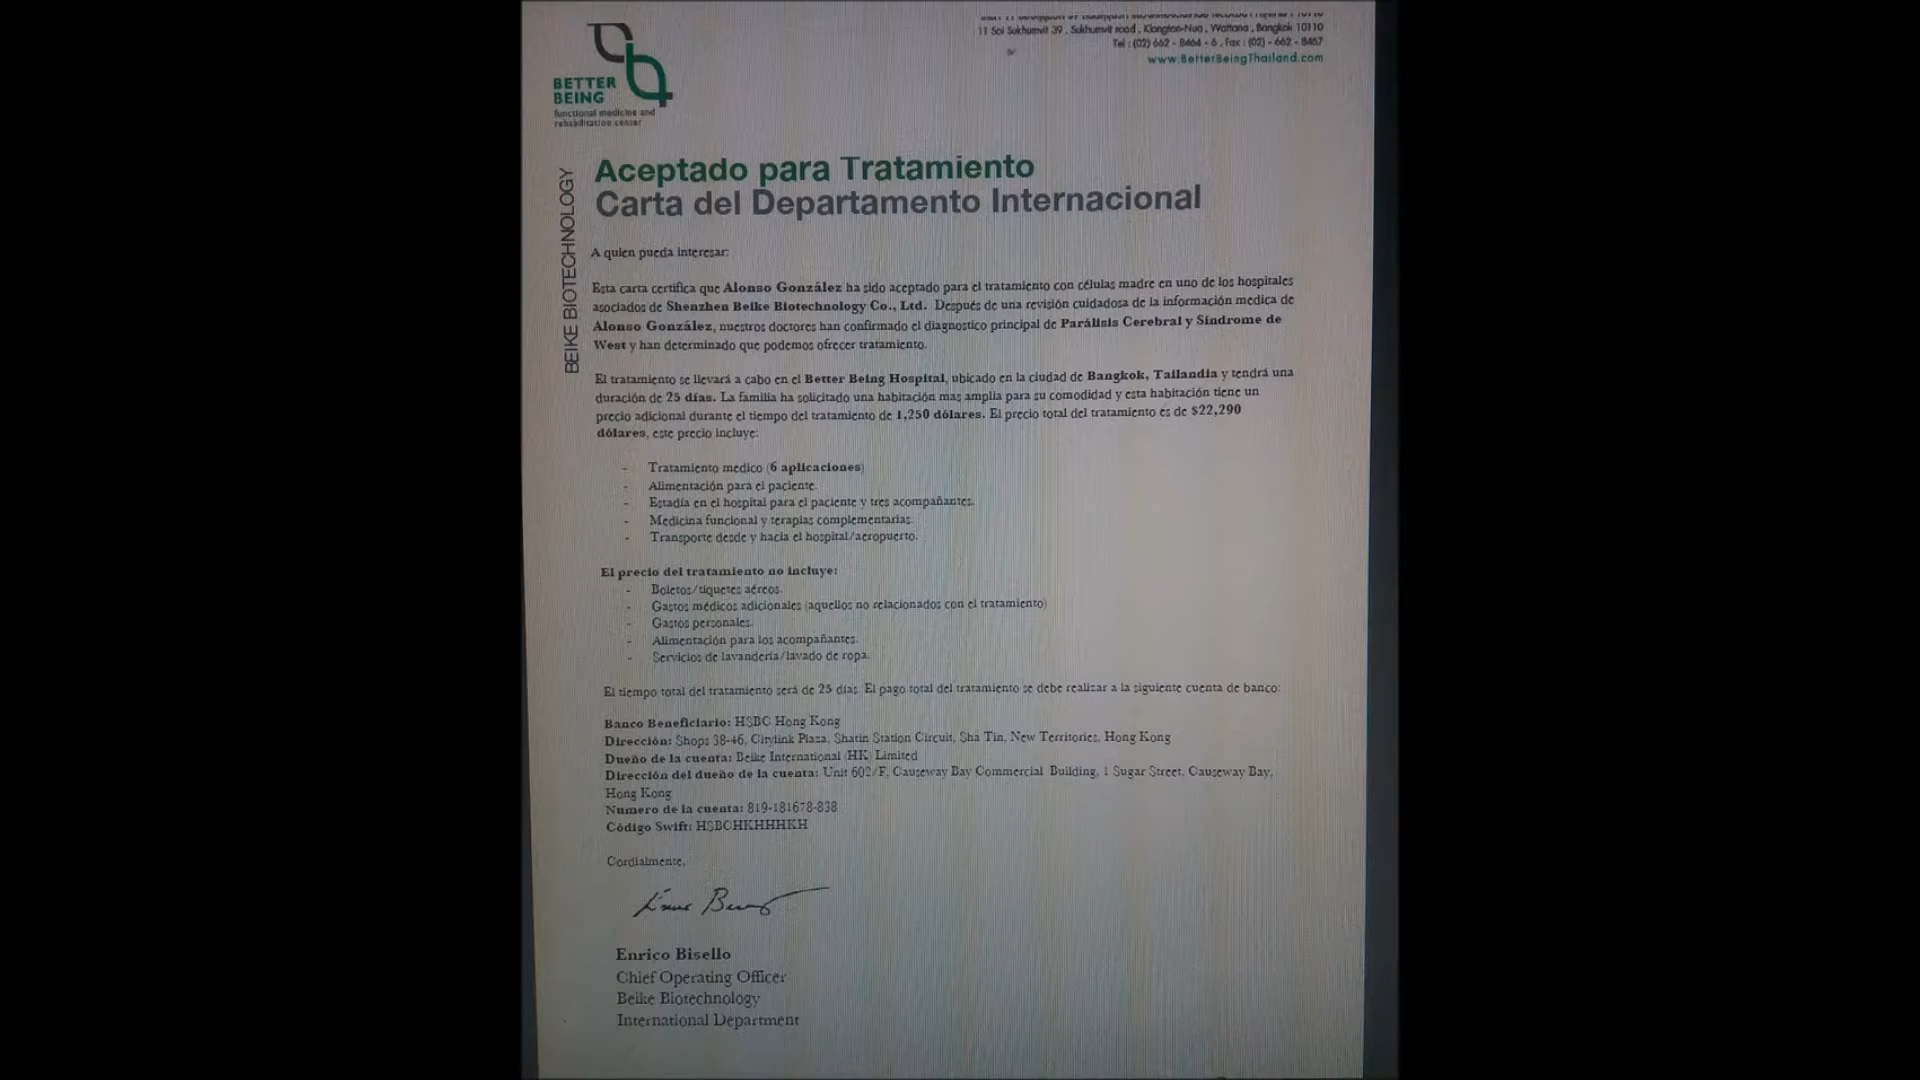 11 Soi Sukhumvit 39 , Sukhumvit road , Klongton-Nua , Wattana , Bangkok 10110
Tel : (02) 662 - 8464 - 6 , Fax : (02) - 662 - 8467
www.BetterBeingThailand.com
BETTER
BEING
functional medicine and
rehabilitation center
BEIKE BIOTECHNOLOGY
Aceptado para Tratamiento
Carta del Departamento Internacional
A quien pueda interesar:
Esta carta certifica que Alonso González ha sido aceptado para el tratamiento con células madre en uno de los hospitales
asociados de Shenzhen Beike Biotechnology Co., Ltd. Después de una revisión cuidadosa de la información medica de
Alonso González, nuestros doctores han confirmado el diagnostico principal de Parálisis Cerebral y Síndrome de
West y han determinado que podemos ofrecer tratamiento.
El tratamiento se llevará a cabo en el Better Being Hospital, ubicado en la ciudad de Bangkok, Tailandia y tendrá una
duración de 25 días. La familia ha solicitado una habitación mas amplia para su comodidad y esta habitación tiene un
precio adicional durante el tiempo del tratamiento de 1,250 dólares. El precio total del tratamiento es de $22,290
dólares, este precio incluye:
- Tratamiento medico (6 aplicaciones)
- Alimentación para el paciente.
- Estadía en el hospital para el paciente y tres acompañantes.
- Medicina funcional y terapias complementarias.
- Transporte desde y hacia el hospital/aeropuerto.
El precio del tratamiento no incluye:
- Boletos/tiquetes aéreos.
- Gastos médicos adicionales (aquellos no relacionados con el tratamiento)
- Gastos personales.
- Alimentación para los acompañantes.
- Servicios de lavandería/lavado de ropa.
El tiempo total del tratamiento será de 25 días. El pago total del tratamiento se debe realizar a la siguiente cuenta de banco:
Banco Beneficiario: HSBC Hong Kong
Dirección: Shops 38-46, Citylink Plaza, Shatin Station Circuit, Sha Tin, New Territories, Hong Kong
Dueño de la cuenta: Beike International (HK) Limited
Dirección del dueño de la cuenta: Unit 602/F, Causeway Bay Commercial Building, 1 Sugar Street, Causeway Bay,
Hong Kong
Numero de la cuenta: 819-181678-838
Código Swift: HSBCHKHHHKH
Cordialmente,
Enrico Bisello
Chief Operating Officer
Beike Biotechnology
International Department